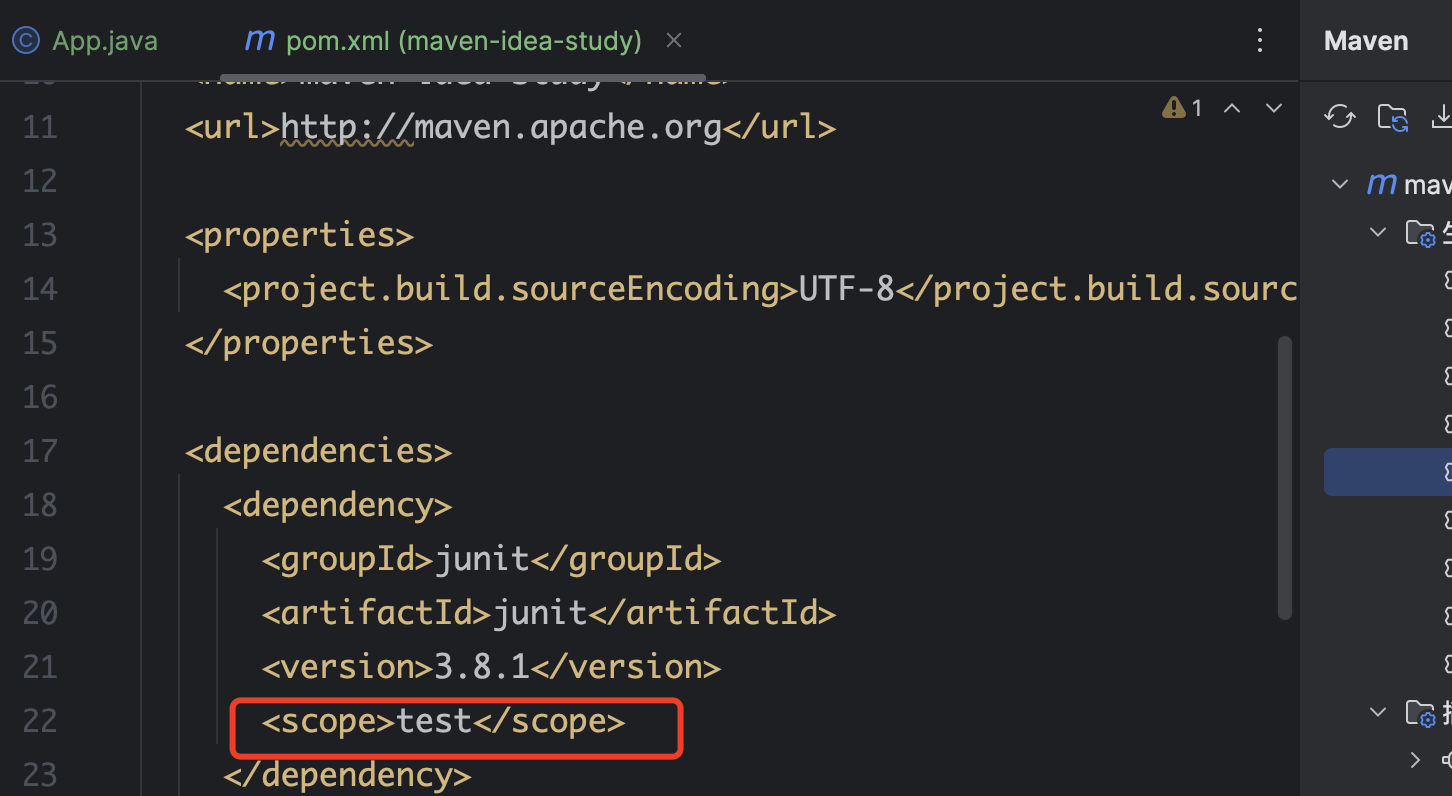 App.java
m pom.xml (maven-idea-study)
Maven
11 <url>http://maven.apache.org</url>
1
12
13 <properties>
14 <project.build.sourceEncoding>UTF-8</project.build.sourc
15 </properties>
16
17 <dependencies>
18 <dependency>
19 <groupId>junit</groupId>
20 <artifactId>junit</artifactId>
21 <version>3.8.1</version>
22 <scope>test</scope>
23 </dependency>
m mav